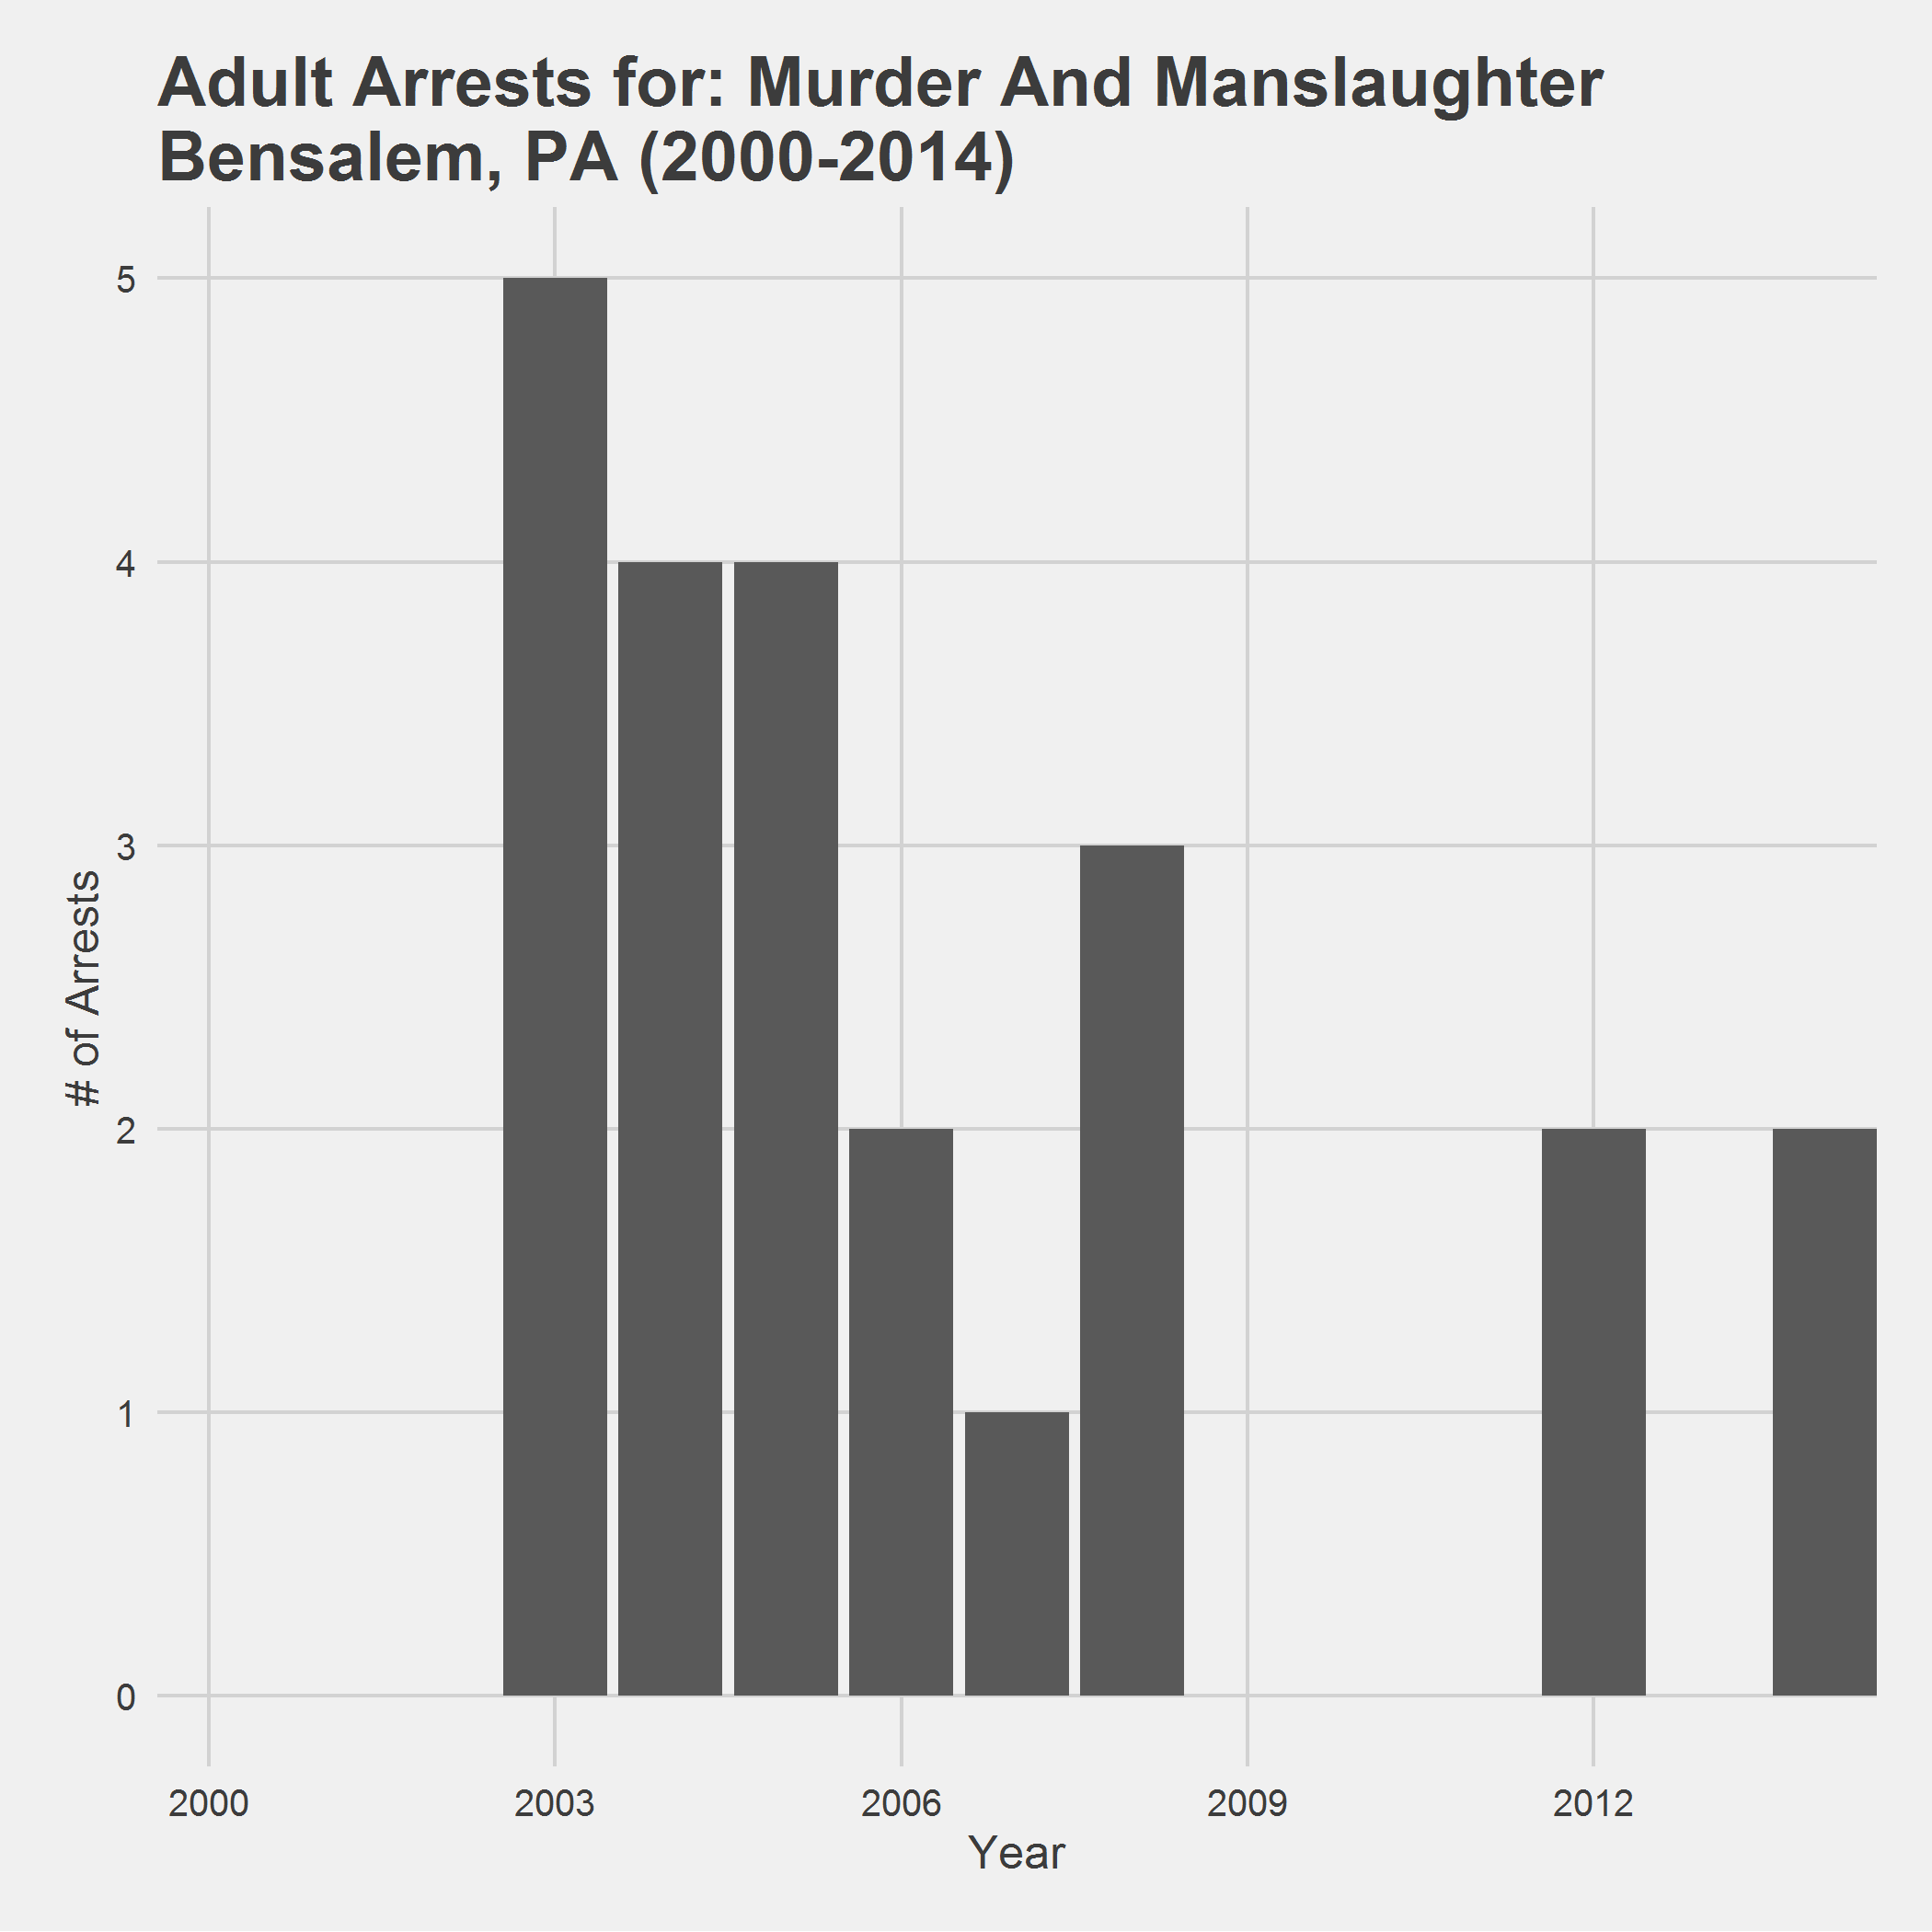 Adult Arrests for: Murder And Manslaughter
Bensalem, PA (2000-2014)
5
4
3
2
1
0
# of Arrests
2000 2003 2006 2009 2012
Year